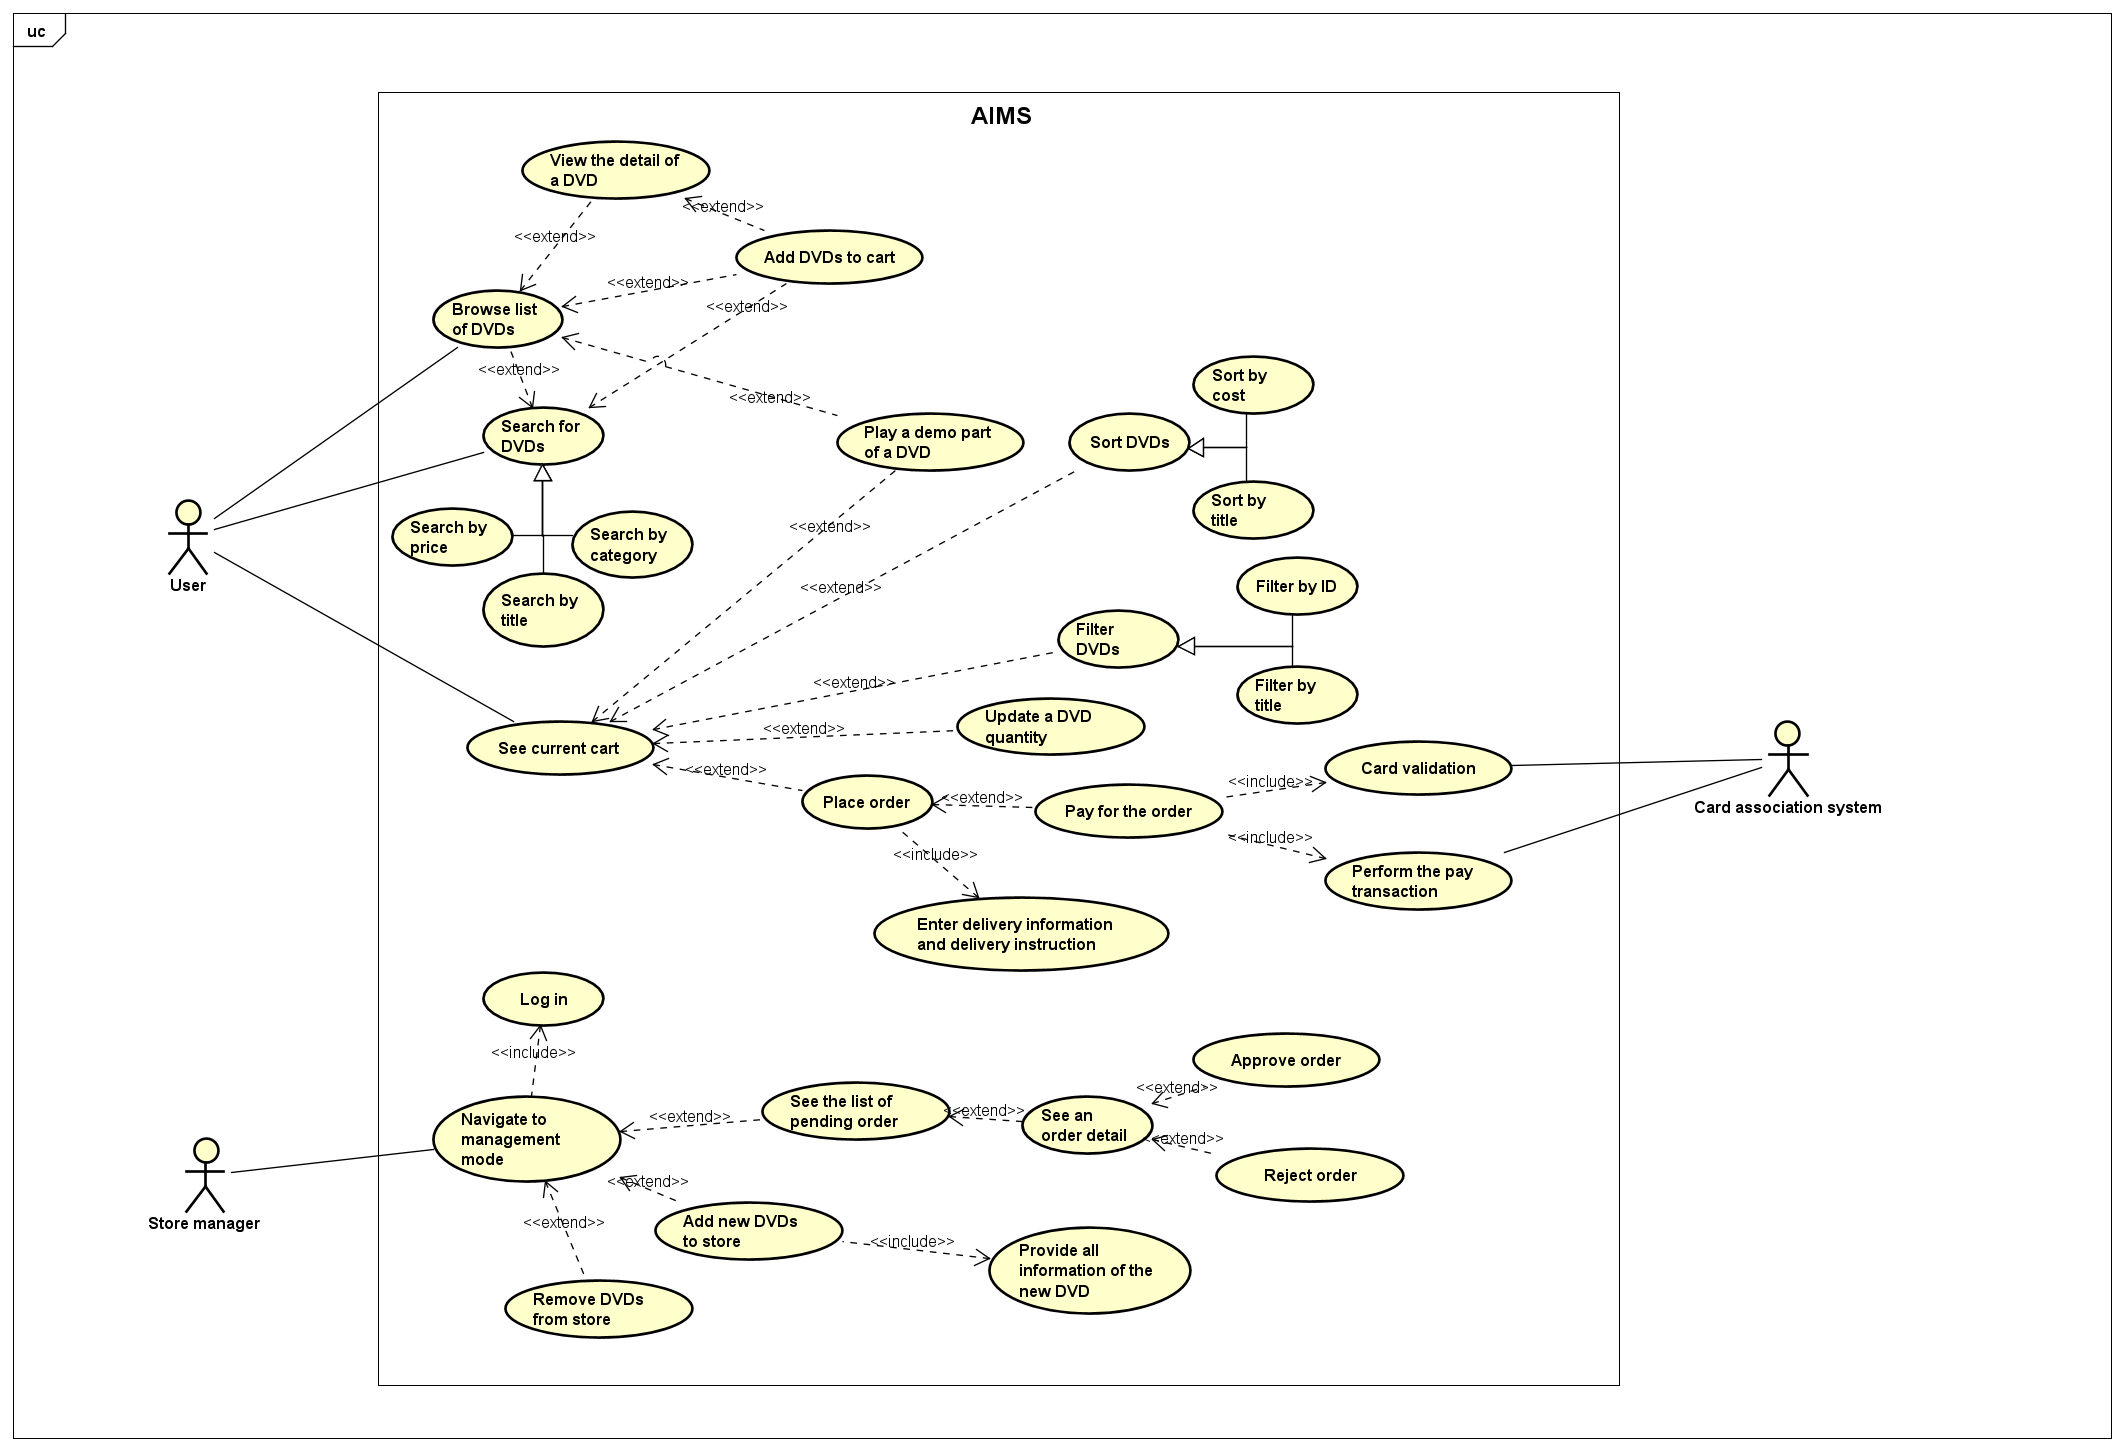 uc
AIMS
View the detail of
a DVD
<<extend>>
<<extend>>
Add DVDs to cart
<<extend>>
<<extend>>
Browse list
of DVDs
<<extend>>
<<extend>>
Search for
DVDs
Play a demo part
of a DVD
Sort by
cost
Sort DVDs
Sort by
title
Search by
price
Search by
category
Search by
title
User
<<extend>>
<<extend>>
Filter by ID
Filter
DVDs
Filter by
title
<<extend>>
Update a DVD
quantity
<<extend>>
See current cart
<<extend>>
Place order
<<extend>>
Pay for the order
<<include>>
Card validation
<<include>>
Perform the pay
transaction
Card association system
<<include>>
Enter delivery information
and delivery instruction
Log in
<<include>>
Navigate to
management
mode
Store manager
<<extend>>
See the list of
pending order
<<extend>>
See an
order detail
<<extend>>
Approve order
<<extend>>
Reject order
<<extend>>
Add new DVDs
to store
<<include>>
Provide all
information of the
new DVD
<<extend>>
Remove DVDs
from store